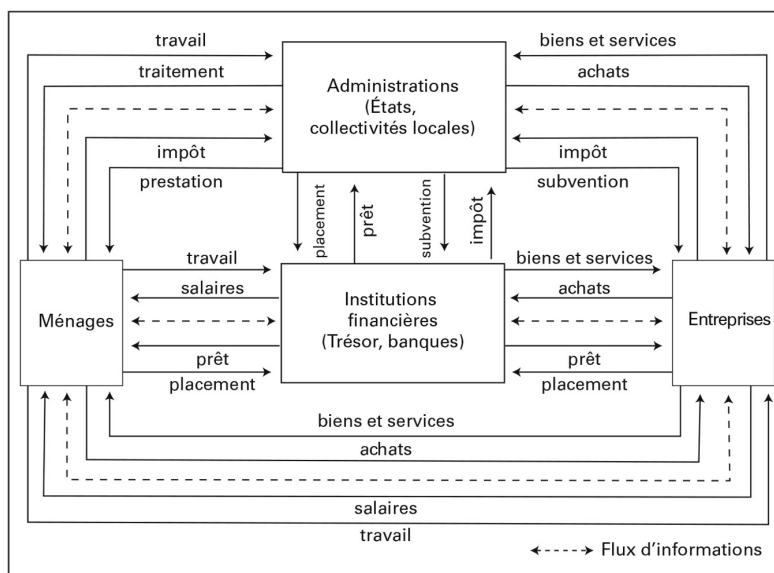 travail
biens et services
traitement
achats
Administrations
(États,
collectivités locales)
impôt
impôt
prestation
subvention
placement
prêt
subvention
impôt
travail
biens et services
salaires
achats
Ménages
Institutions
financières
(Trésor, banques)
Entreprises
prêt
prêt
placement
placement
biens et services
achats
salaires
travail
Flux d'informations